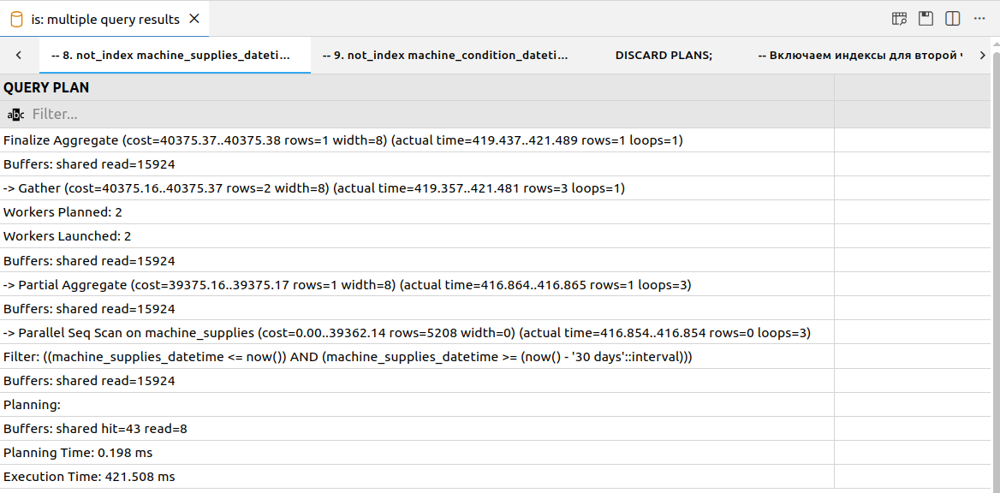 is: multiple query results
-- 8. not_index machine_supplies_dateti...
-- 9. not_index machine_condition_dateti...
DISCARD PLANS;
-- Включаем индексы для второй
QUERY PLAN
abc Filter...
Finalize Aggregate (cost=40375.37..40375.38 rows=1 width=8) (actual time=419.437..421.489 rows=1 loops=1)
Buffers: shared read=15924
-> Gather (cost=40375.16..40375.37 rows=2 width=8) (actual time=419.357..421.481 rows=3 loops=1)
Workers Planned: 2
Workers Launched: 2
Buffers: shared read=15924
-> Partial Aggregate (cost=39375.16..39375.17 rows=1 width=8) (actual time=416.864..416.865 rows=1 loops=3)
Buffers: shared read=15924
-> Parallel Seq Scan on machine_supplies (cost=0.00..39362.14 rows=5208 width=0) (actual time=416.854..416.854 rows=0 loops=3)
Filter: ((machine_supplies_datetime <= now()) AND (machine_supplies_datetime >= (now() - '30 days'::interval)))
Buffers: shared read=15924
Planning:
Buffers: shared hit=43 read=8
Planning Time: 0.198 ms
Execution Time: 421.508 ms